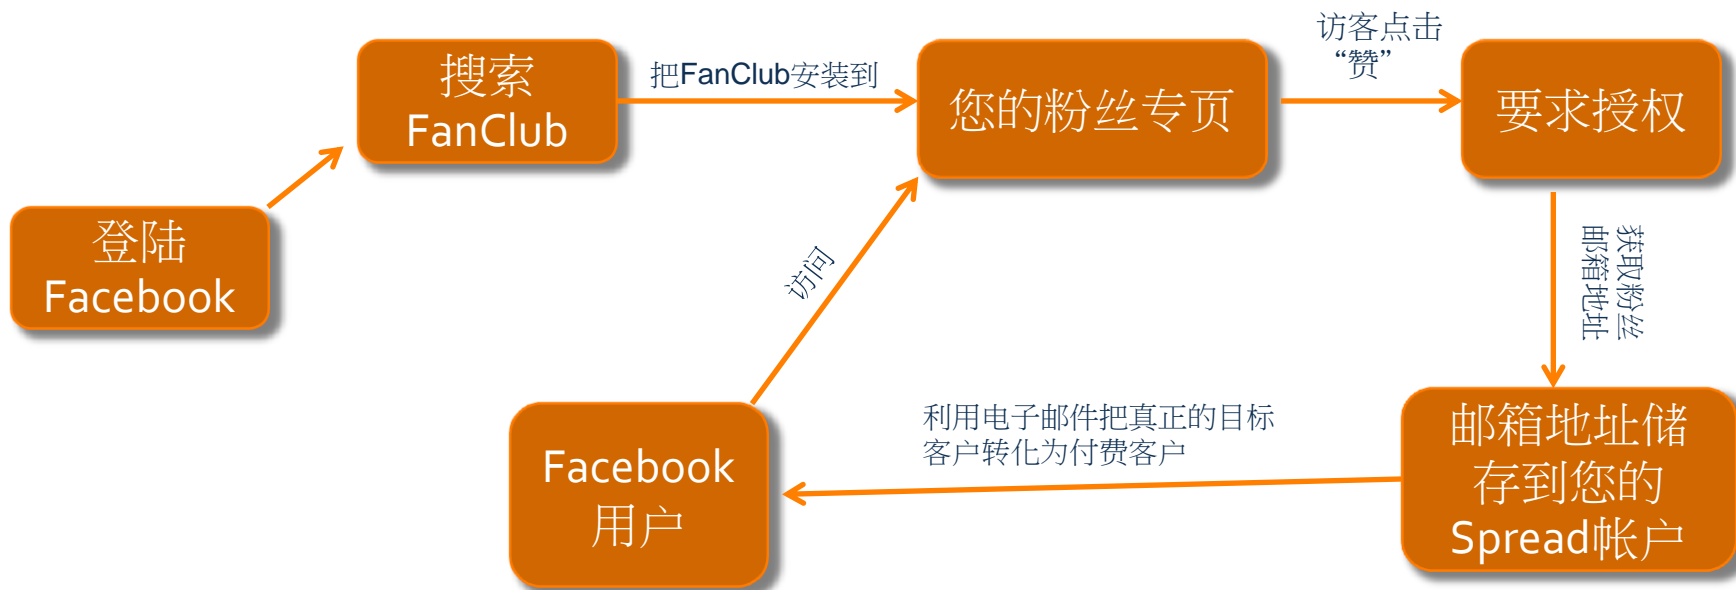 搜索
FanClub
把FanClub安装到
您的粉丝专页
访客点击
“赞”
要求授权
登陆
Facebook
访问
获取粉丝
邮箱地址
Facebook
用户
利用电子邮件把真正的目标
客户转化为付费客户
邮箱地址储
存到您的
Spread帐户